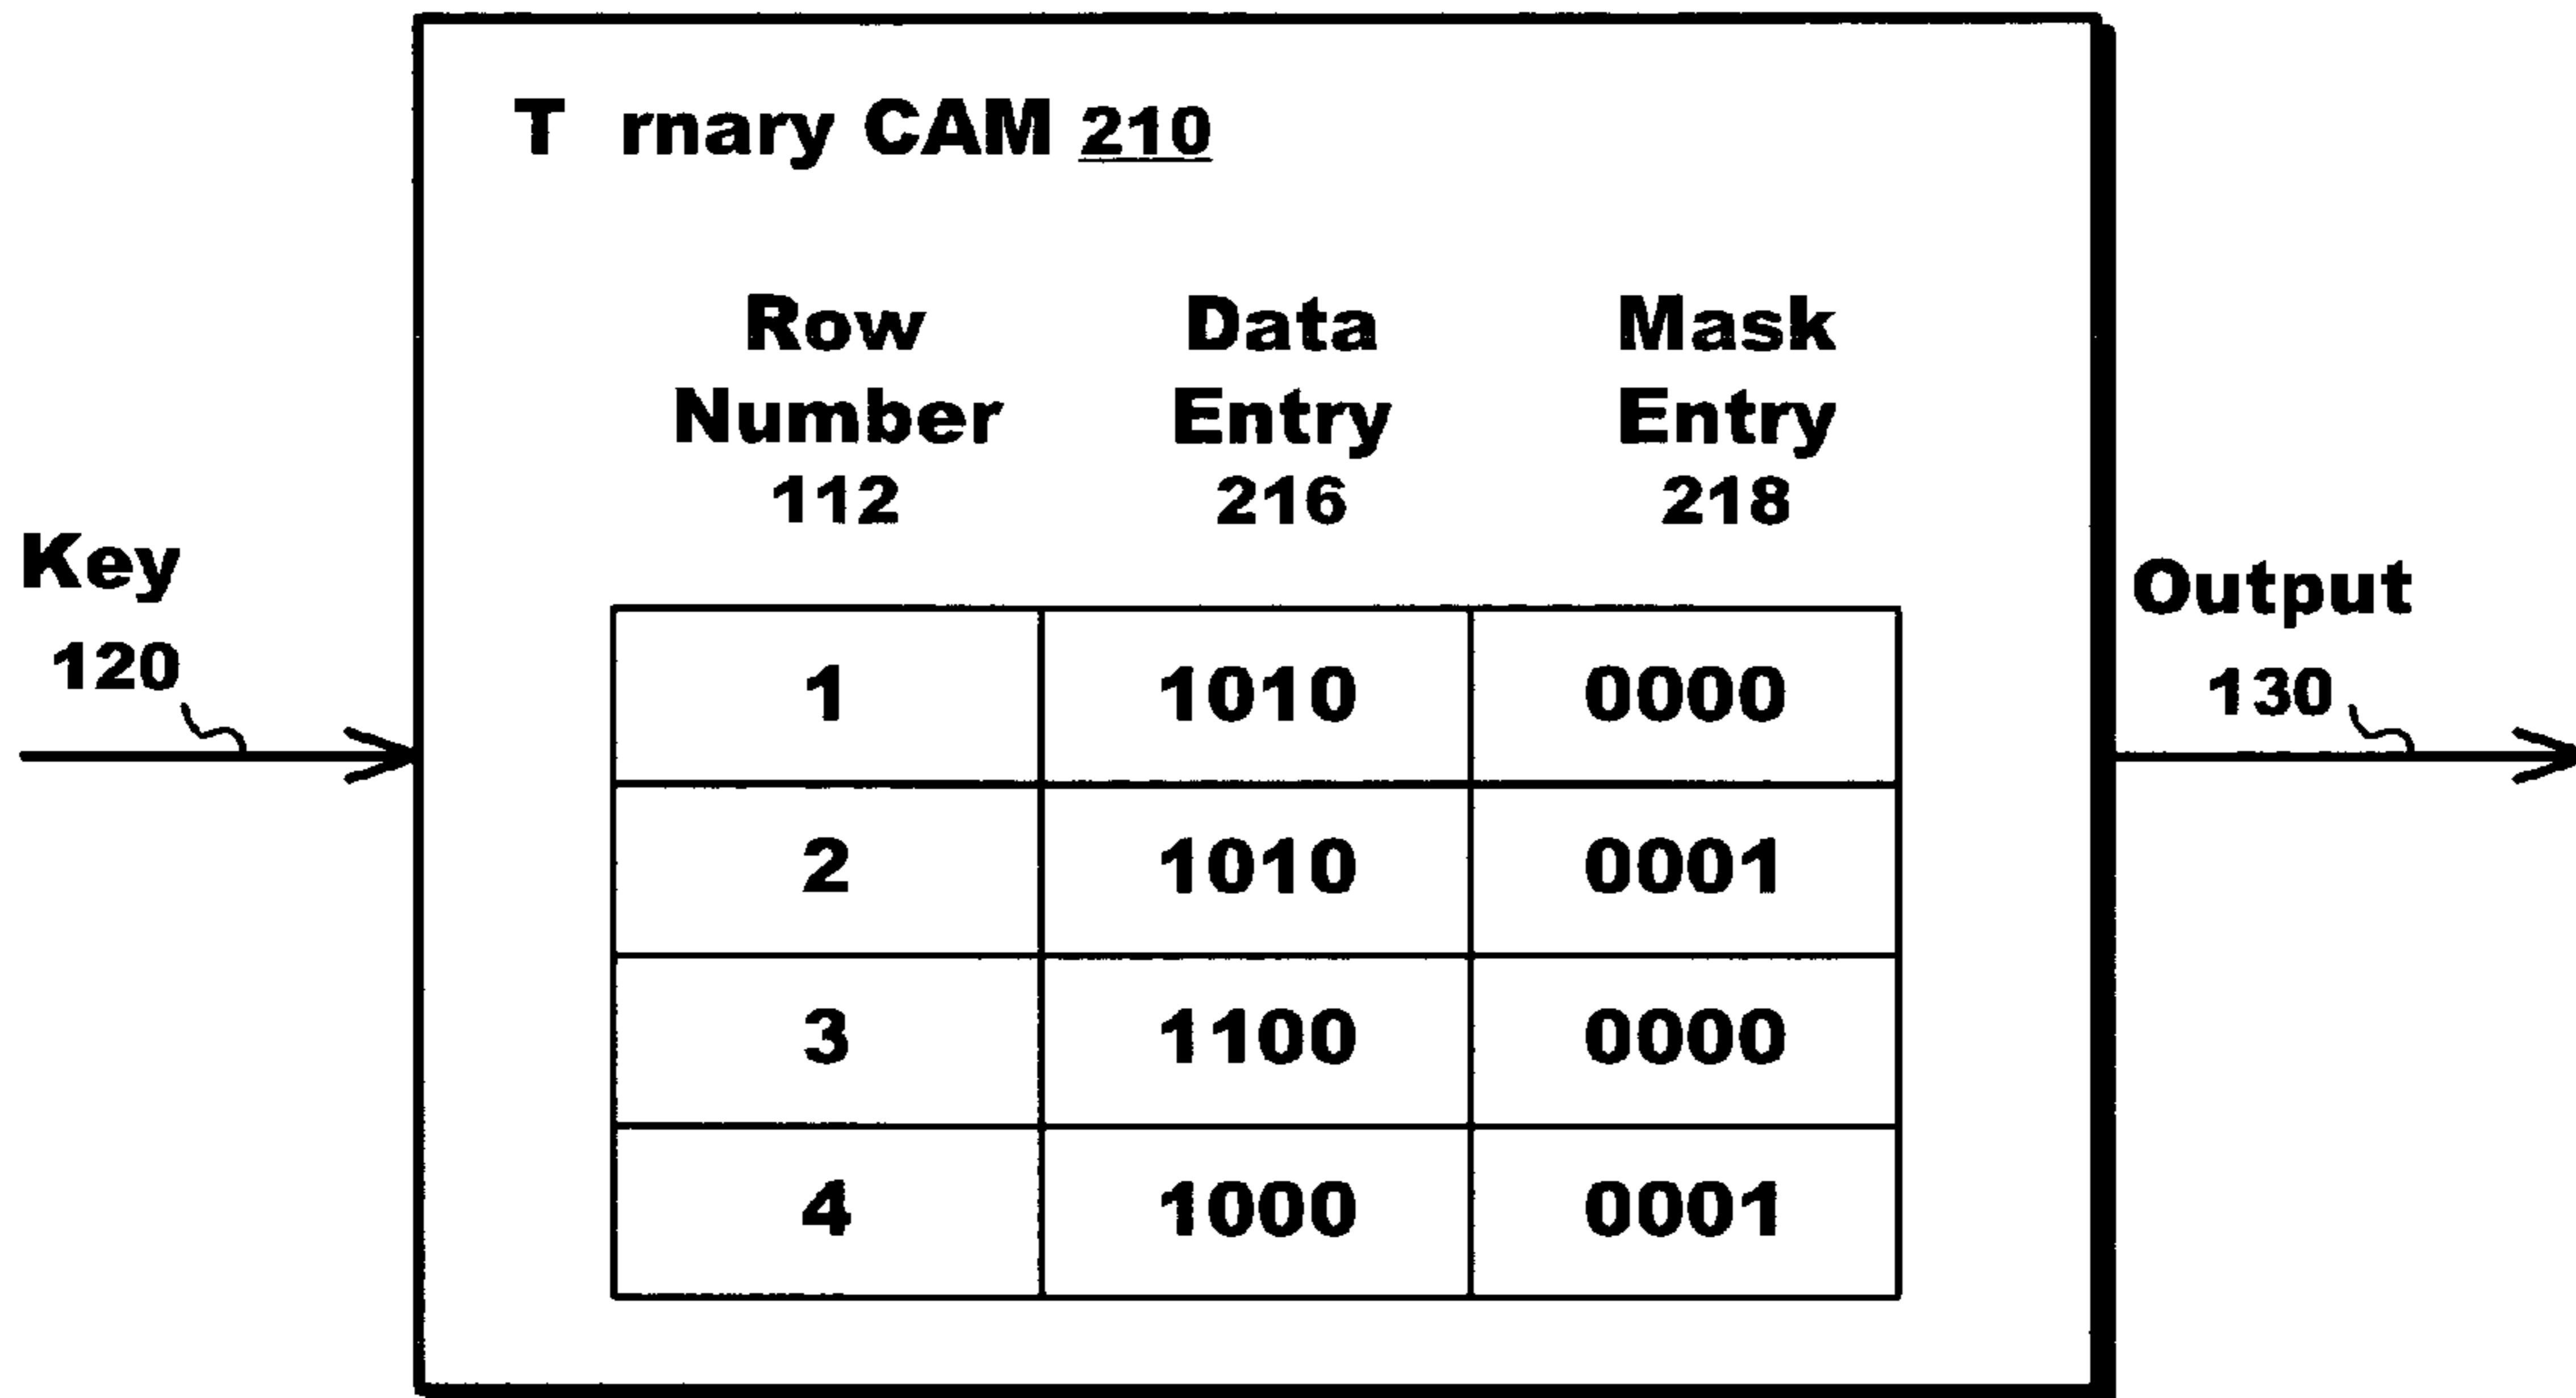 T rnary CAM 210
Row Number 112
Data Entry 216
Mask Entry 218
Key 120
Output 130
1 1010 0000
2 1010 0001
3 1100 0000
4 1000 0001